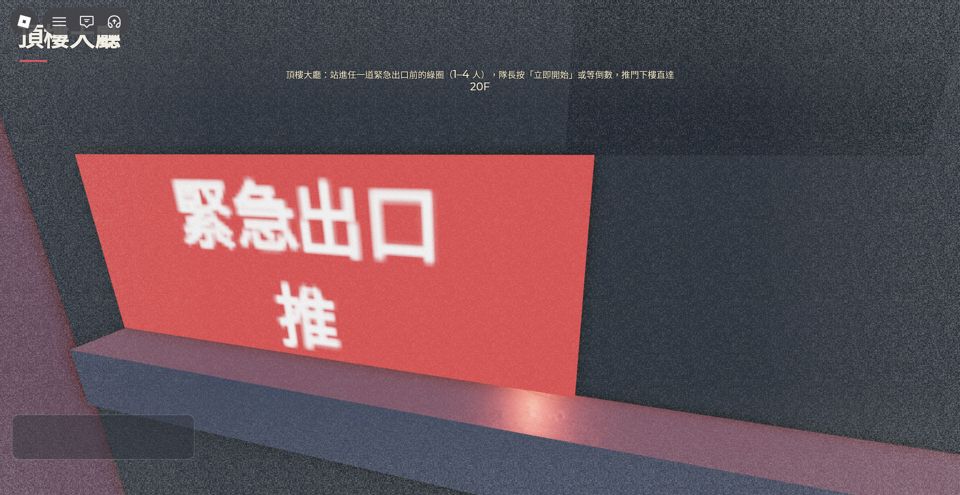 頂樓大廳
頂樓大廳：站進任一道緊急出口前的綠圈（1–4 人），隊長按「立即開始」或等倒數，推門下樓直達
20F
緊急出口
推